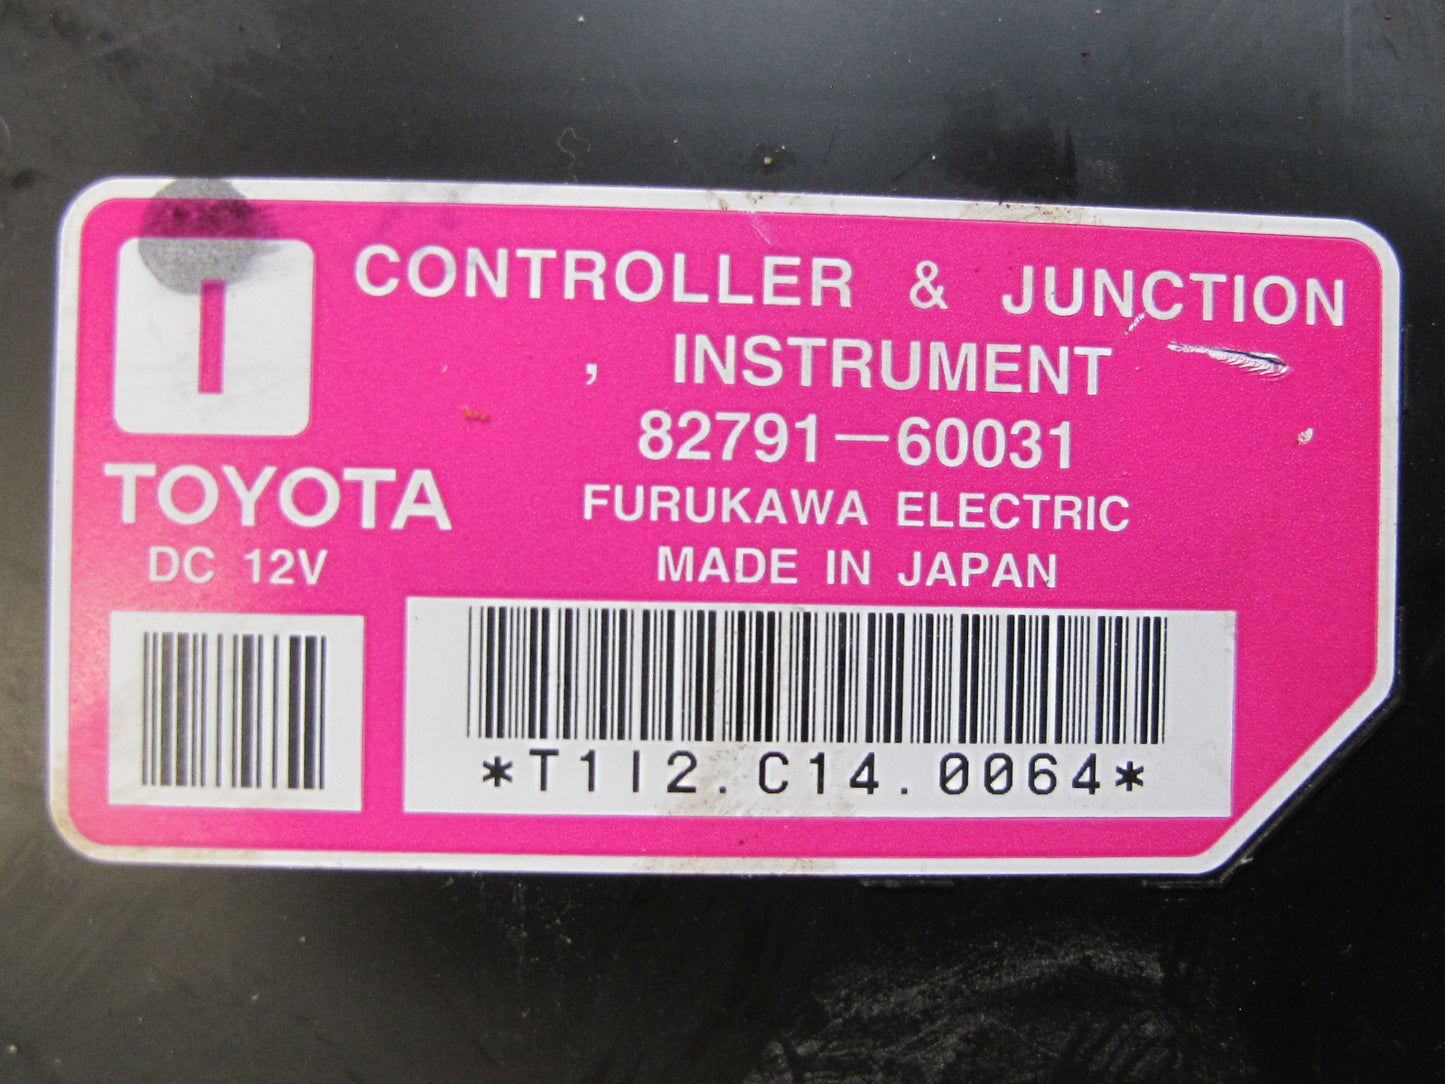 I
CONTROLLER & JUNCTION
, INSTRUMENT
82791-60031
TOYOTA
FURUKAWA ELECTRIC
DC 12V
MADE IN JAPAN
*T1I2.C14.0064*